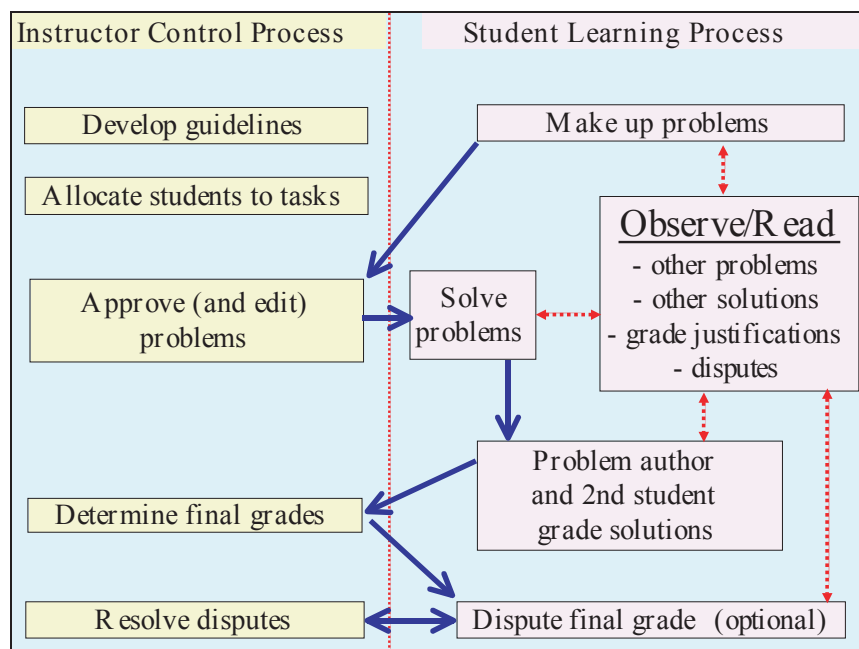 Instructor Control Process
Student Learning Process
Develop guidelines
Make up problems
Allocate students to tasks
Observe/Read
- other problems
- other solutions
- grade justifications
- disputes
Approve (and edit)
problems
Solve
problems
Problem author
and 2nd student
grade solutions
Determine final grades
Resolve disputes
Dispute final grade (optional)